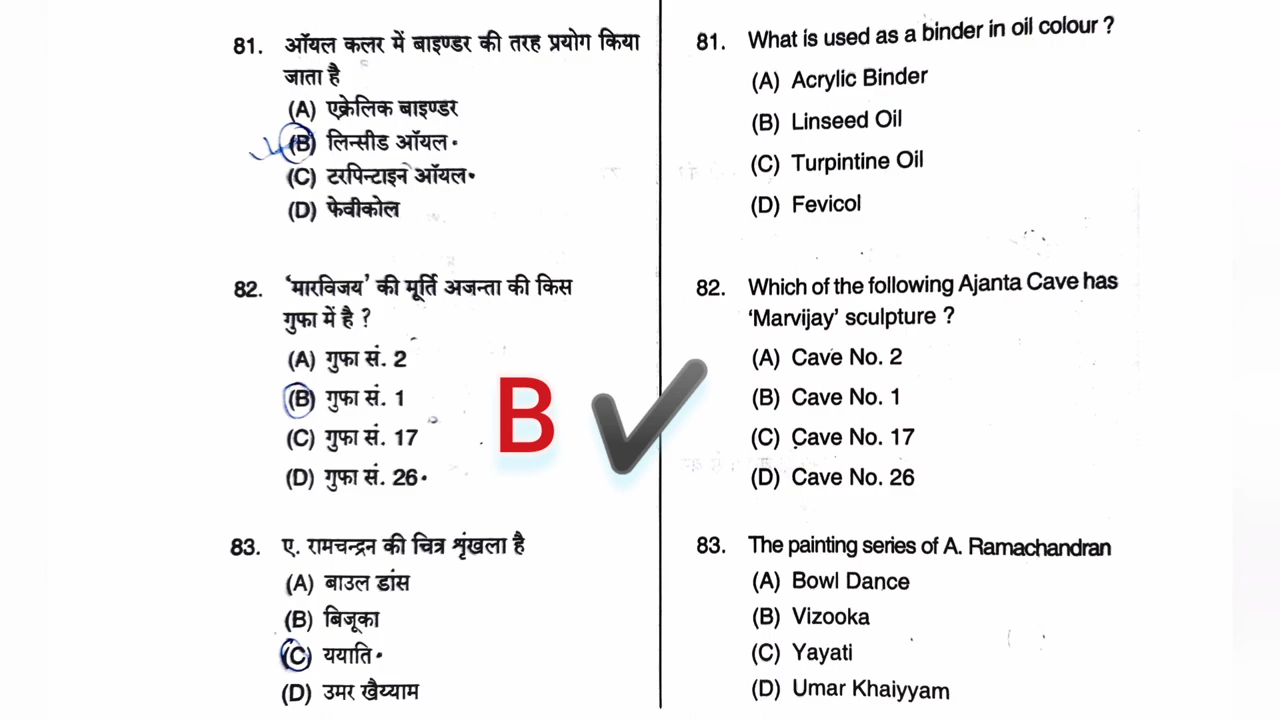 81. ऑयल कलर में बाइण्डर की तरह प्रयोग किया
जाता है
(A) एक्रेलिक बाइण्डर
(B) लिन्सीड ऑयल
(C) टरपिन्टाइन ऑयल
(D) फेवीकोल
82. 'मारविजय' की मूर्ति अजन्ता की किस
गुफा में है ?
(A) गुफा सं. 2
(B) गुफा सं. 1
(C) गुफा सं. 17
(D) गुफा सं. 26
83. ए. रामचन्द्रन की चित्र श्रृंखला है
(A) बाउल डांस
(B) बिजूका
(C) ययाति
(D) उमर खैय्याम
B
81. What is used as a binder in oil colour ?
(A) Acrylic Binder
(B) Linseed Oil
(C) Turpintine Oil
(D) Fevicol
82. Which of the following Ajanta Cave has
'Marvijay' sculpture ?
(A) Cave No. 2
(B) Cave No. 1
(C) Cave No. 17
(D) Cave No. 26
83. The painting series of A. Ramachandran
(A) Bowl Dance
(B) Vizooka
(C) Yayati
(D) Umar Khaiyyam